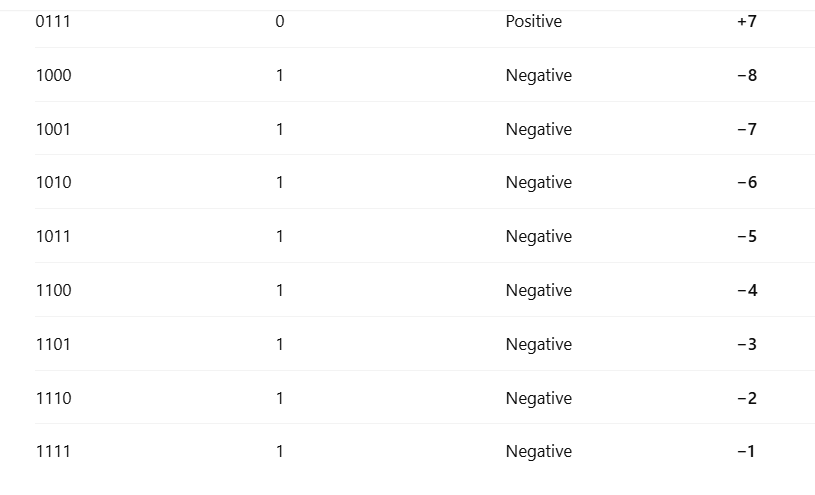 0111 0 Positive +7
1000 1 Negative −8
1001 1 Negative −7
1010 1 Negative −6
1011 1 Negative −5
1100 1 Negative −4
1101 1 Negative −3
1110 1 Negative −2
1111 1 Negative −1